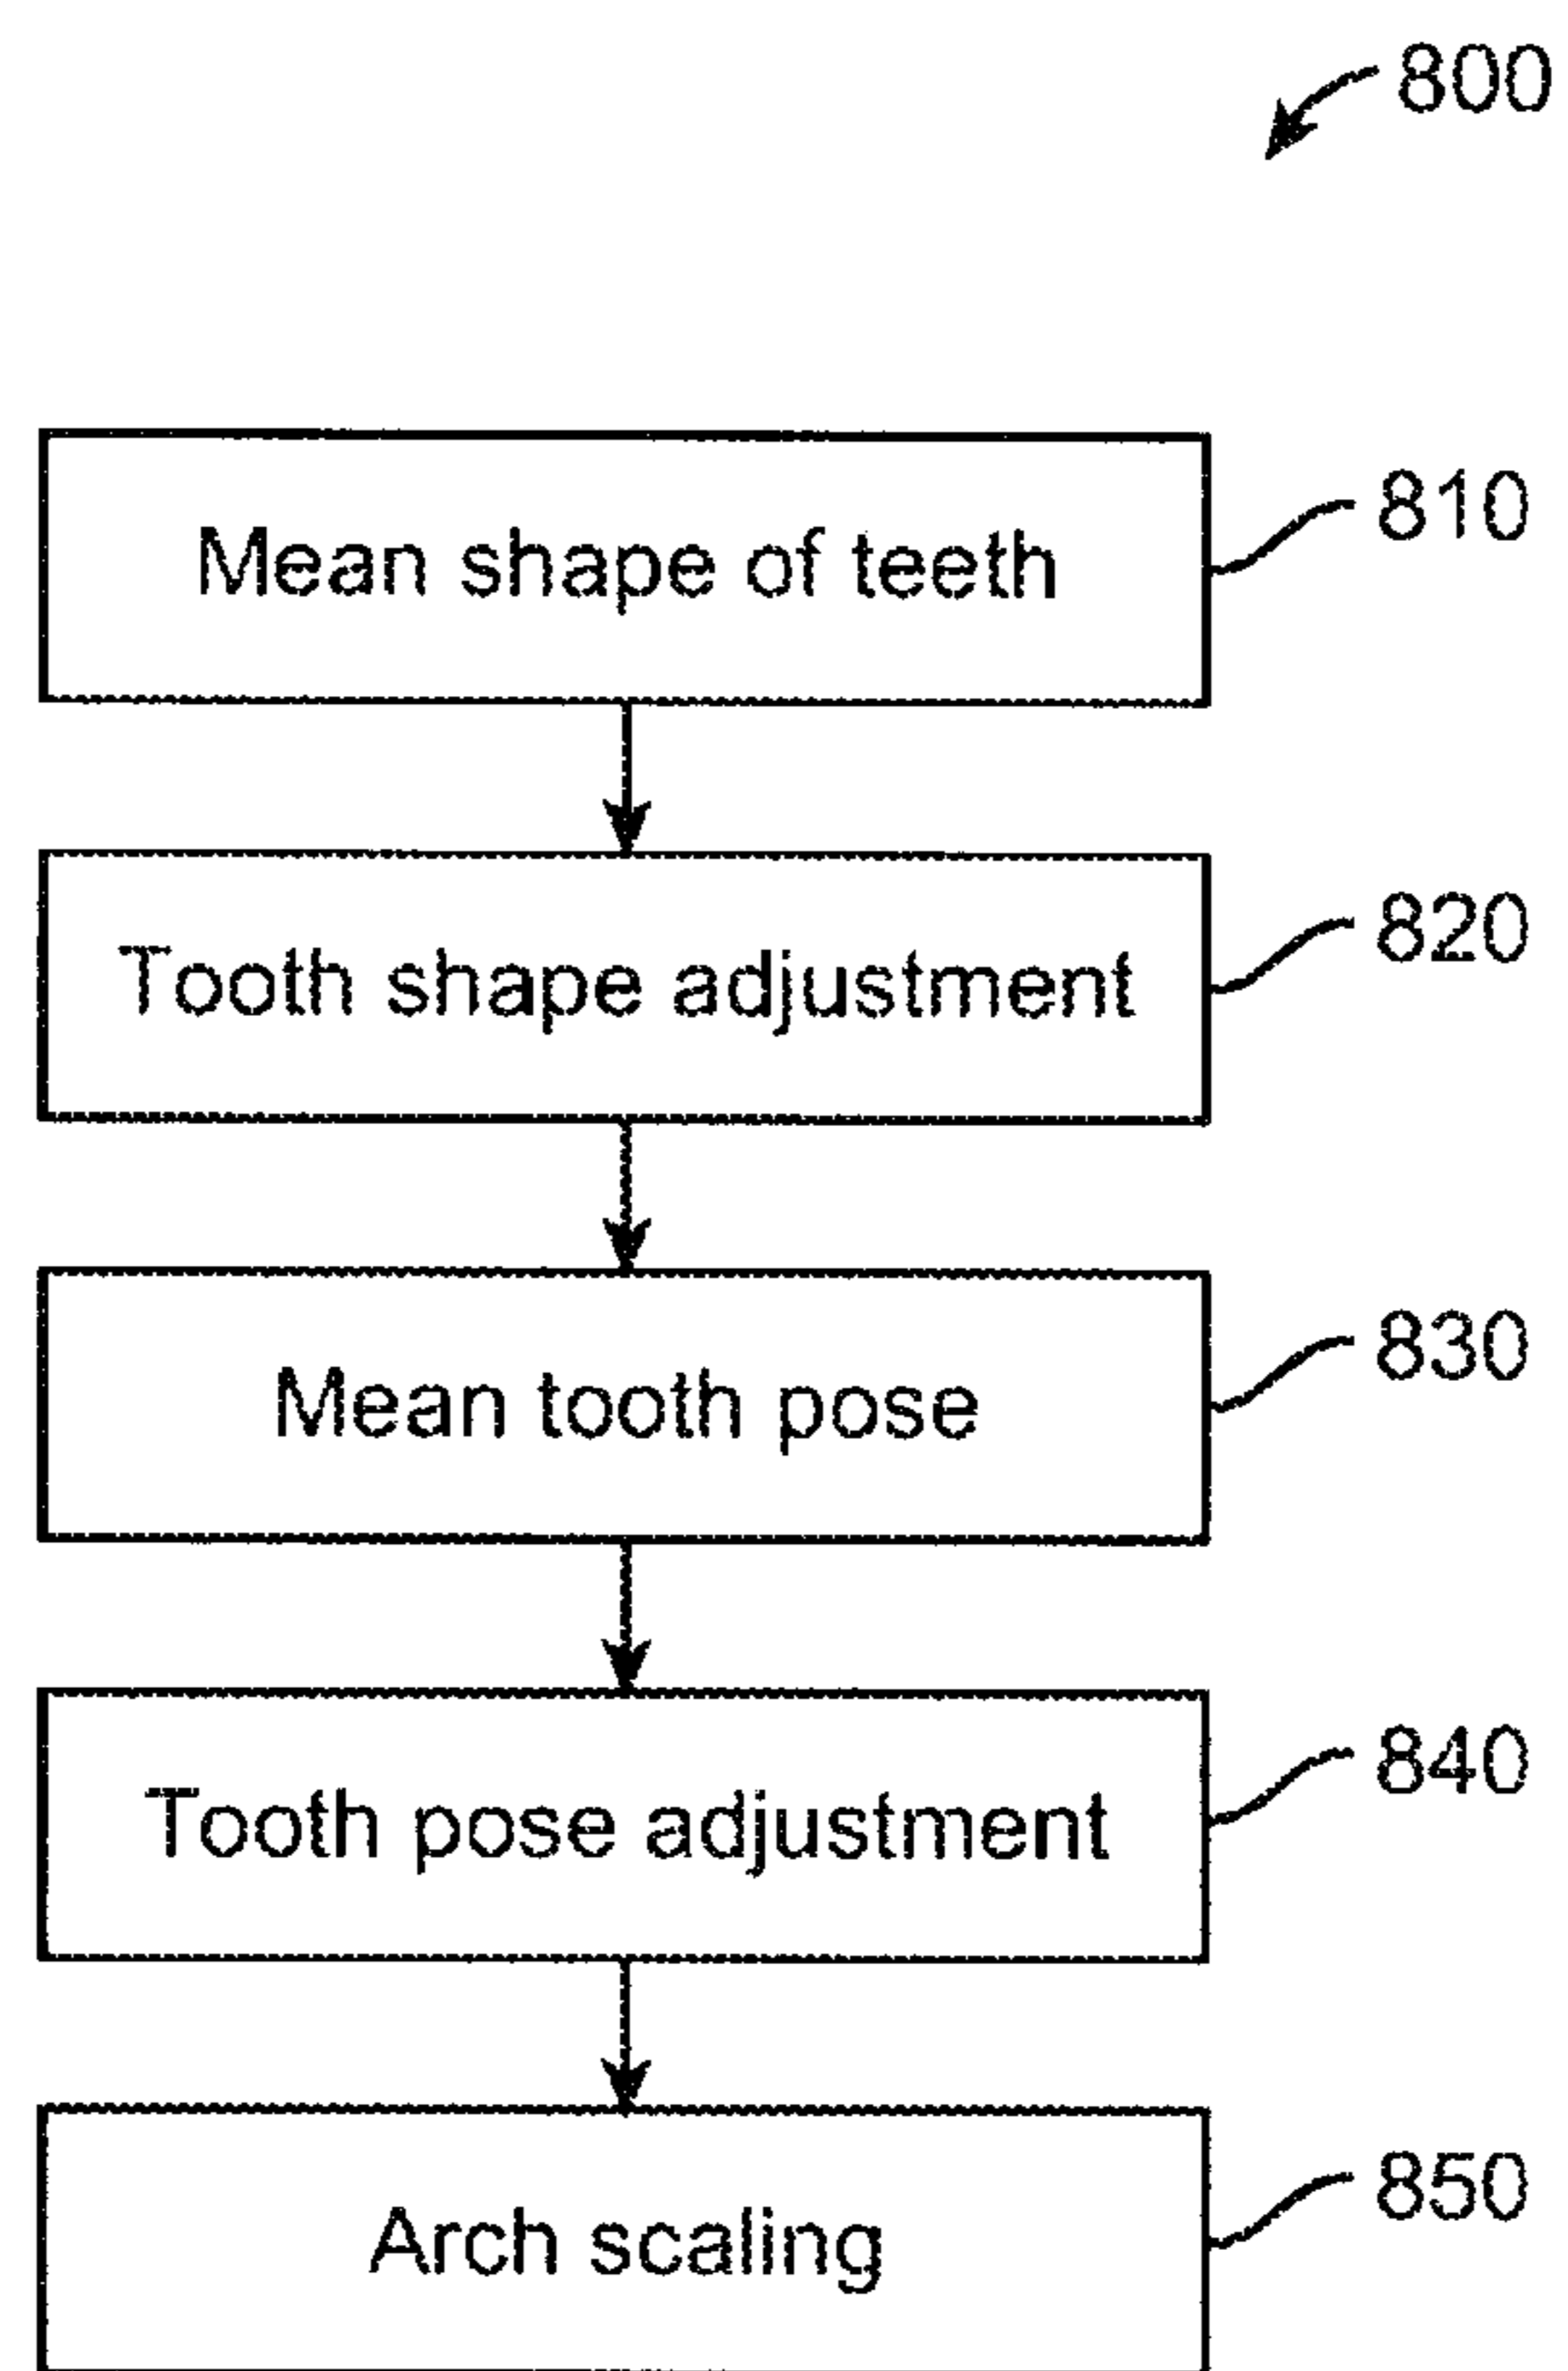 800
Mean shape of teeth
810
Tooth shape adjustment
820
Mean tooth pose
830
Tooth pose adjustment
840
Arch scaling
850